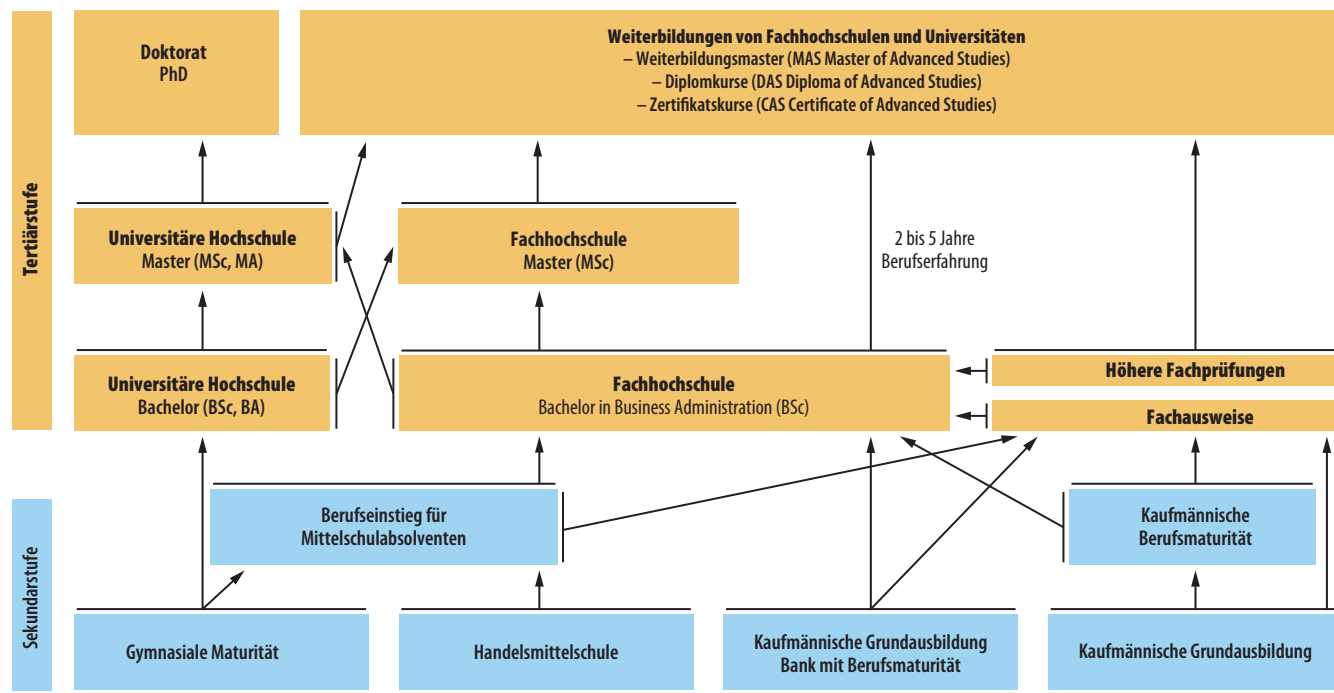 Tertiärstufe
Doktorat
PhD
Weiterbildungen von Fachhochschulen und Universitäten
– Weiterbildungsmaster (MAS Master of Advanced Studies)
– Diplomkurse (DAS Diploma of Advanced Studies)
– Zertifikatskurse (CAS Certificate of Advanced Studies)
Universitäre Hochschule
Master (MSc, MA)
Fachhochschule
Master (MSc)
2 bis 5 Jahre
Berufserfahrung
Universitäre Hochschule
Bachelor (BSc, BA)
Fachhochschule
Bachelor in Business Administration (BSc)
Höhere Fachprüfungen
Fachausweise
Sekundarstufe
Berufseinstieg für
Mittelschulabsolventen
Kaufmännische
Berufsmaturität
Gymnasiale Maturität
Handelsmittelschule
Kaufmännische Grundausbildung
Bank mit Berufsmaturität
Kaufmännische Grundausbildung